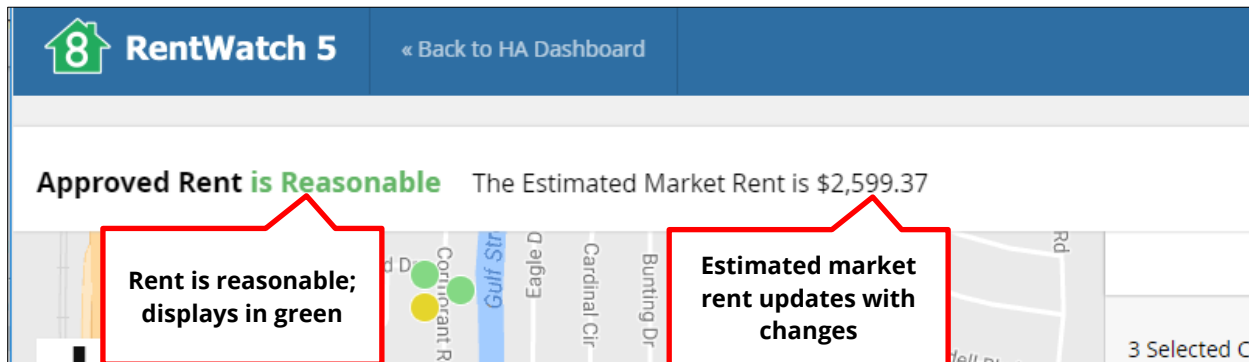 8 RentWatch 5
« Back to HA Dashboard
Approved Rent is Reasonable
The Estimated Market Rent is $2,599.37
Rent is reasonable;
displays in green
Cormorant R
Gulf Str
Eagle D
Cardinal Cir
Bunting Dr
Estimated market
rent updates with
changes
Rd
3 Selected C